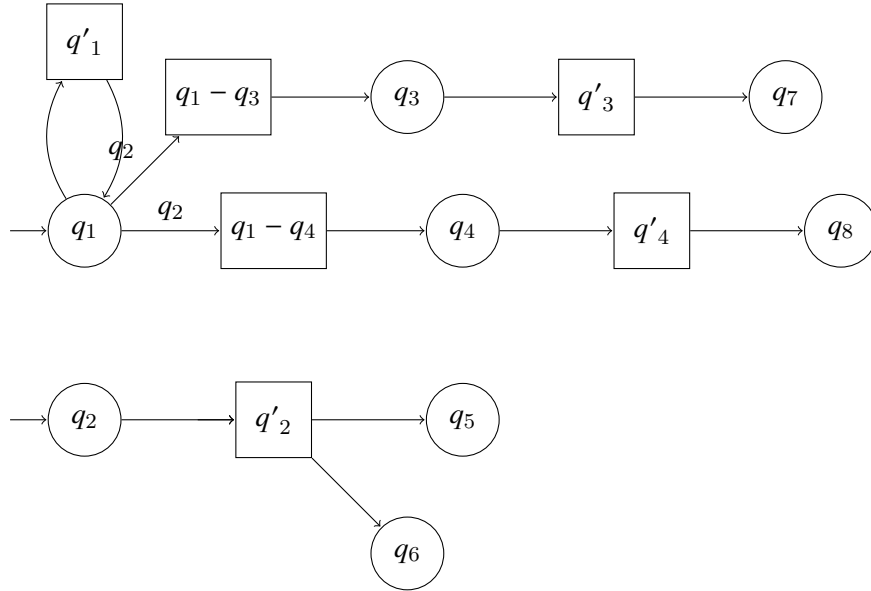 q'₁
q₁ − q₃
q₃
q'₃
q₇
q₂
q₁
q₂
q₁ − q₄
q₄
q'₄
q₈
q₂
q'₂
q₅
q₆